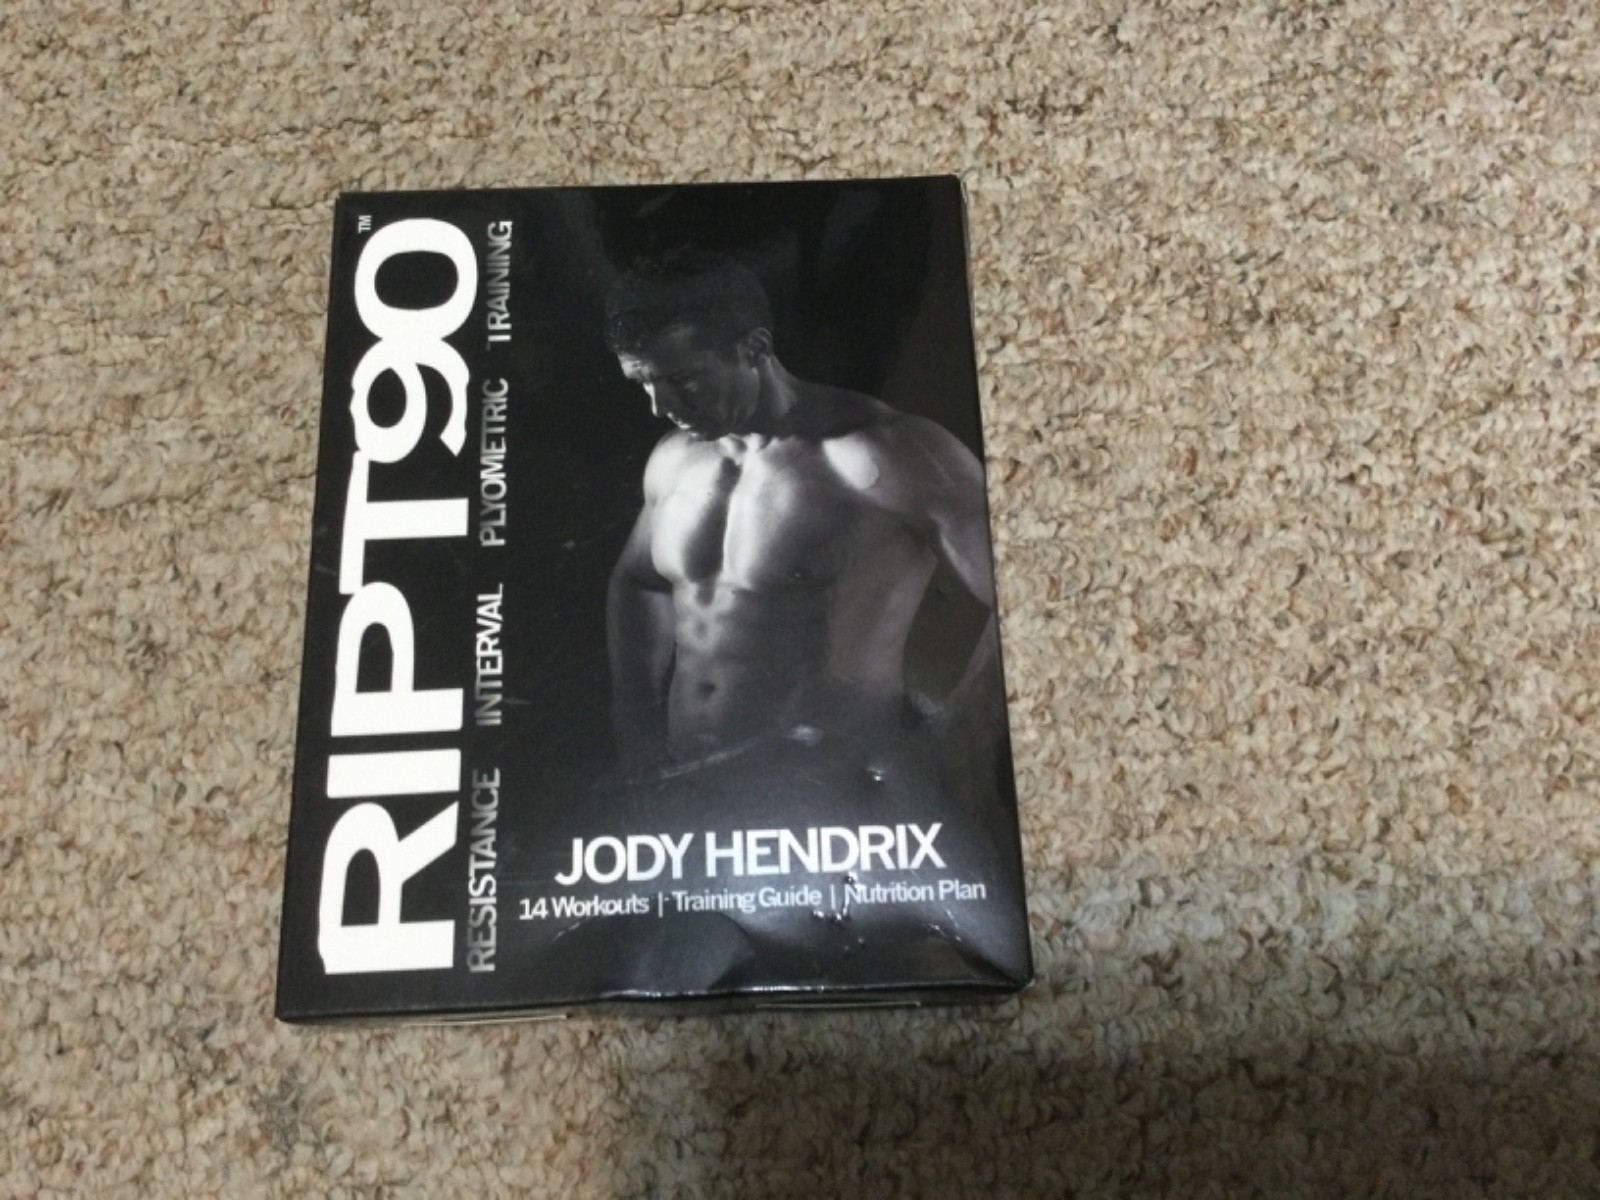 RIPT90™
RESISTANCE INTERVAL PLYOMETRIC TRAINING
JODY HENDRIX
14 Workouts | Training Guide | Nutrition Plan